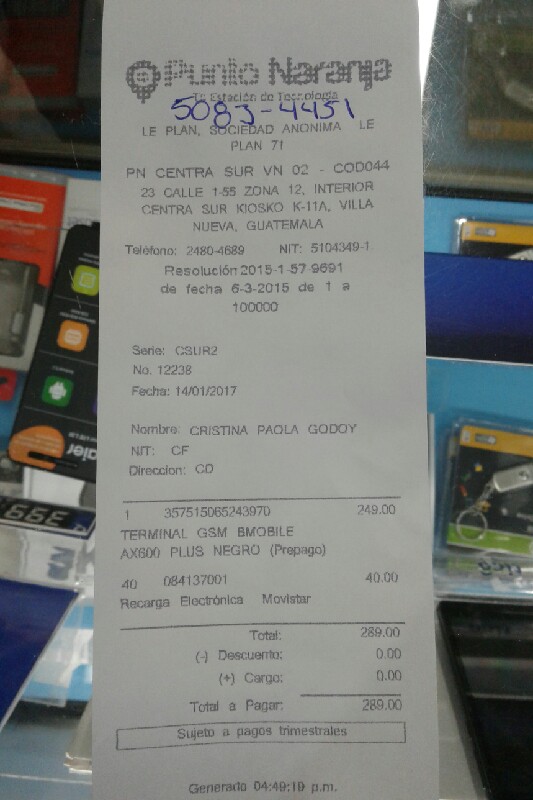 Punto Naranja
Tu Estación de Tecnología
5083-4451
LE PLAN, SOCIEDAD ANONIMA LE
PLAN 71
PN CENTRA SUR VN 02 - COD044
23 CALLE 1-55 ZONA 12, INTERIOR
CENTRA SUR KIOSKO K-11A, VILLA
NUEVA, GUATEMALA
Teléfono: 2480-4689 NIT: 5104349-1
Resolución 2015-1-57-9691
de fecha 6-3-2015 de 1 a
100000
Serie: CSUR2
No. 12238
Fecha: 14/01/2017
Nombre: CRISTINA PAOLA GODOY
NIT: CF
Direccion: CD
1 357515065243970 249.00
TERMINAL GSM BMOBILE
AX600 PLUS NEGRO (Prepago)
40 084137001 40.00
Recarga Electrónica Movistar
Total: 289.00
(-) Descuento: 0.00
(+) Cargo: 0.00
Total a Pagar: 289.00
Sujeto a pagos trimestrales
Generado 04:49:19 p.m.